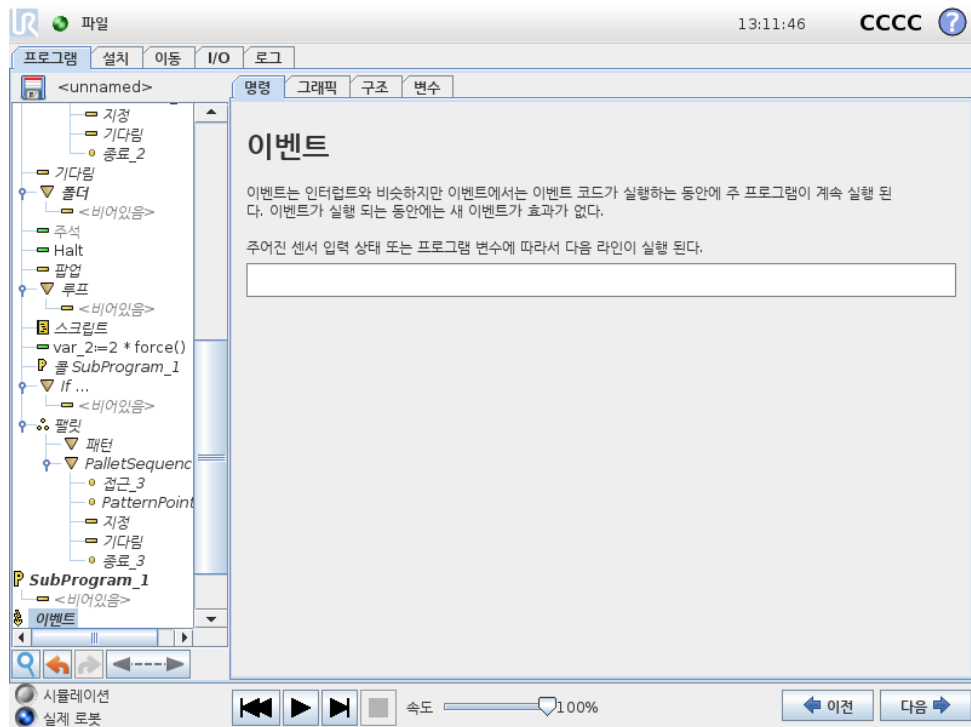 UR 파일 13:11:46 CCCC ?
프로그램 설치 이동 I/O 로그
<unnamed>
명령 그래픽 구조 변수
지정
기다림
종료_2
기다림
폴더
<비어있음>
주석
Halt
팝업
루프
<비어있음>
스크립트
var_2:=2 * force()
P 콜 SubProgram_1
If ...
<비어있음>
팰릿
패턴
PalletSequenc
접근_3
PatternPoint
지정
기다림
종료_3
P SubProgram_1
<비어있음>
이벤트
이벤트
이벤트는 인터럽트와 비슷하지만 이벤트에서는 이벤트 코드가 실행하는 동안에 주 프로그램이 계속 실행 된
다. 이벤트가 실행 되는 동안에는 새 이벤트가 효과가 없다.
주어진 센서 입력 상태 또는 프로그램 변수에 따라서 다음 라인이 실행 된다.
시뮬레이션
실제 로봇
속도 100%
이전 다음